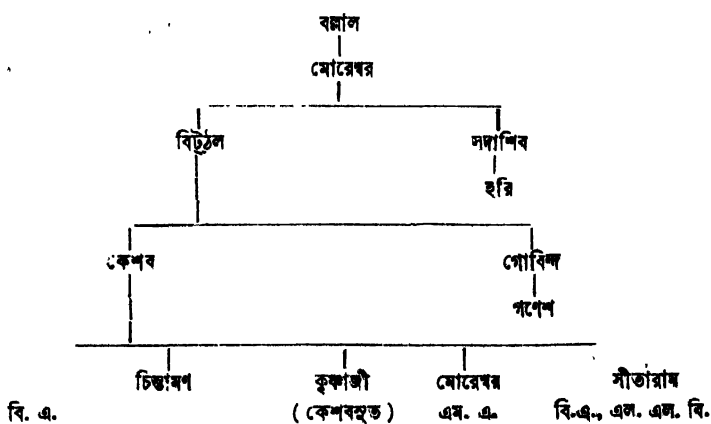 বল্লাল
মোরেশ্বর
বিট্‌ঠল সদাশিব
হরি
কেশব গোবিন্দ
গণেশ
চিন্তামণ কৃষ্ণাজী মোরেশ্বর সীতারাম
বি. এ. ( কেশবসুত ) এম. এ. বি.এ., এল. এল. বি.